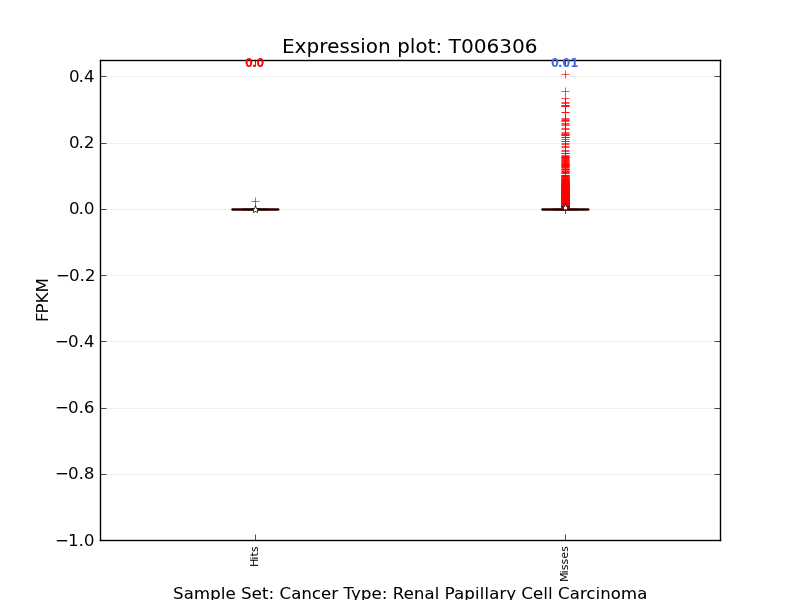 Expression plot: T006306
0.0
0.01
0.4
0.2
0.0
−0.2
−0.4
−0.6
−0.8
−1.0
FPKM
Hits
Misses
Sample Set: Cancer Type: Renal Papillary Cell Carcinoma